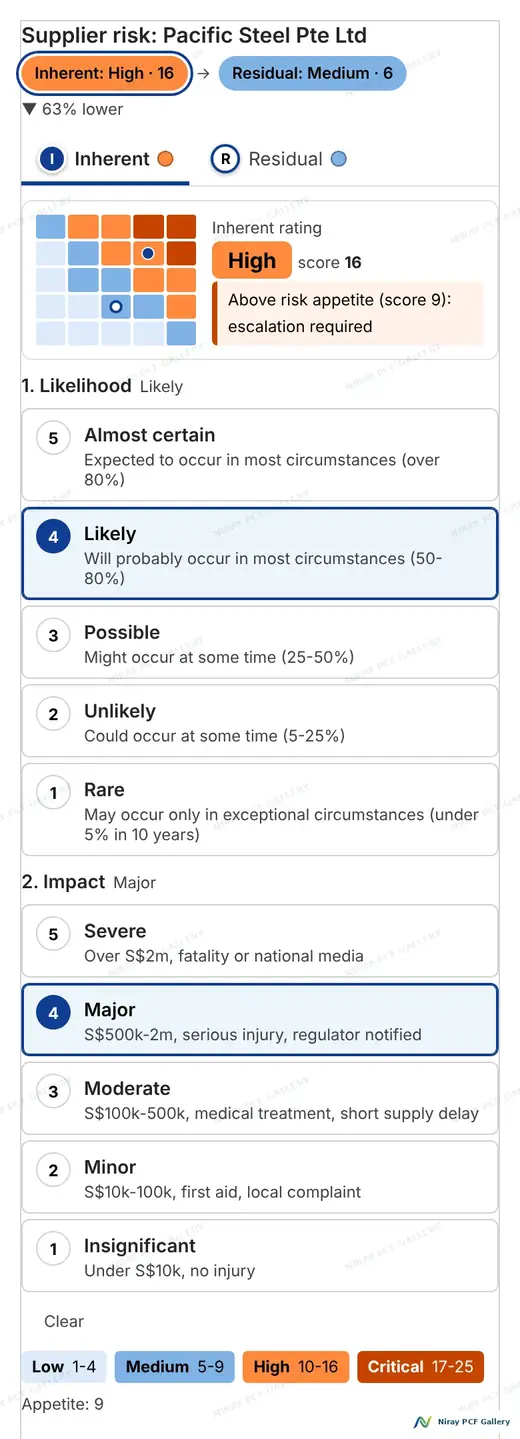 Supplier risk: Pacific Steel Pte Ltd
Inherent: High · 16 → Residual: Medium · 6
▼ 63% lower
I Inherent
R Residual
Inherent rating
High score 16
Above risk appetite (score 9):
escalation required
1. Likelihood Likely
5 Almost certain
Expected to occur in most circumstances (over
80%)
4 Likely
Will probably occur in most circumstances (50-
80%)
3 Possible
Might occur at some time (25-50%)
2 Unlikely
Could occur at some time (5-25%)
1 Rare
May occur only in exceptional circumstances (under
5% in 10 years)
2. Impact Major
5 Severe
Over S$2m, fatality or national media
4 Major
S$500k-2m, serious injury, regulator notified
3 Moderate
S$100k-500k, medical treatment, short supply delay
2 Minor
S$10k-100k, first aid, local complaint
1 Insignificant
Under S$10k, no injury
Clear
Low 1-4 Medium 5-9 High 10-16 Critical 17-25
Appetite: 9
Niray PCF Gallery